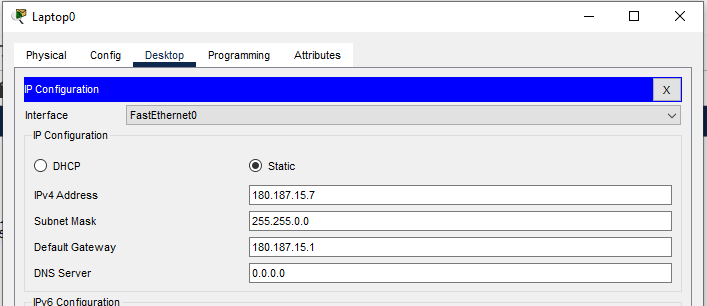 Laptop0
Physical Config Desktop Programming Attributes
IP Configuration X
Interface FastEthernet0
IP Configuration
DHCP Static
IPv4 Address 180.187.15.7
Subnet Mask 255.255.0.0
Default Gateway 180.187.15.1
DNS Server 0.0.0.0
IPv6 Configuration